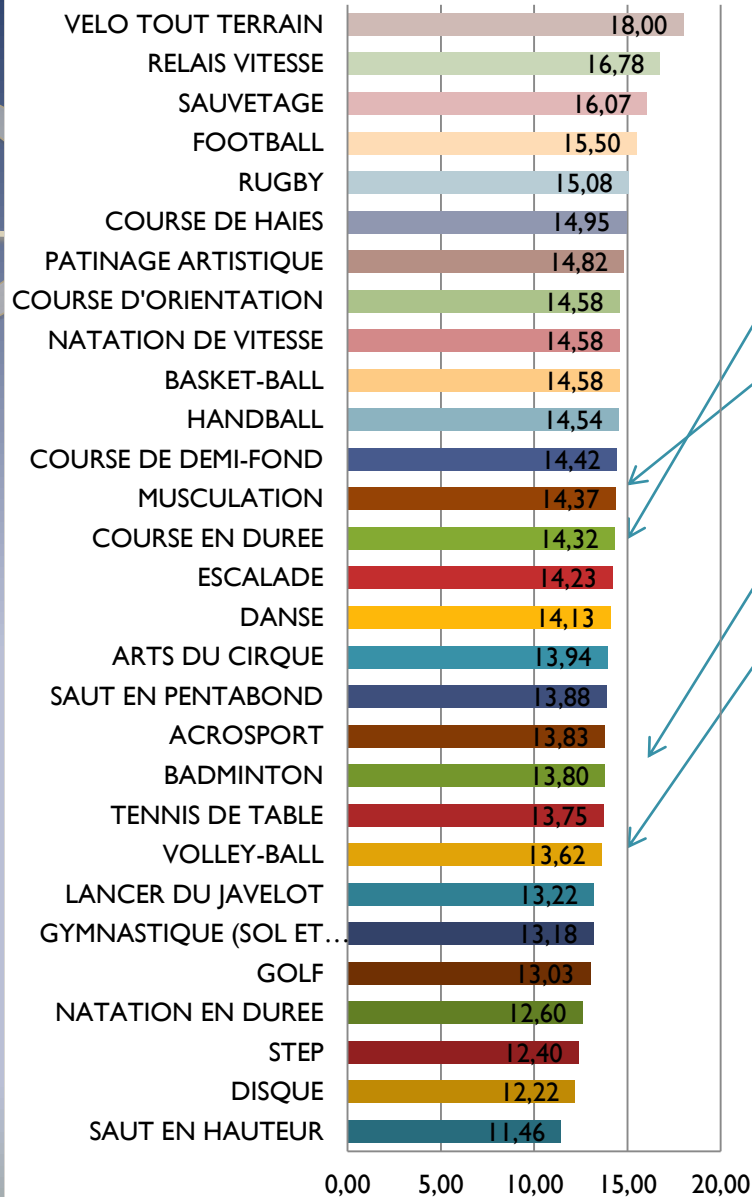 VELO TOUT TERRAIN 18,00
RELAIS VITESSE 16,78
SAUVETAGE 16,07
FOOTBALL 15,50
RUGBY 15,08
COURSE DE HAIES 14,95
PATINAGE ARTISTIQUE 14,82
COURSE D'ORIENTATION 14,58
NATATION DE VITESSE 14,58
BASKET-BALL 14,58
HANDBALL 14,54
COURSE DE DEMI-FOND 14,42
MUSCULATION 14,37
COURSE EN DUREE 14,32
ESCALADE 14,23
DANSE 14,13
ARTS DU CIRQUE 13,94
SAUT EN PENTABOND 13,88
ACROSPORT 13,83
BADMINTON 13,80
TENNIS DE TABLE 13,75
VOLLEY-BALL 13,62
LANCER DU JAVELOT 13,22
GYMNASTIQUE (SOL ET… 13,18
GOLF 13,03
NATATION EN DUREE 12,60
STEP 12,40
DISQUE 12,22
SAUT EN HAUTEUR 11,46
0,00 5,00 10,00 15,00 20,00